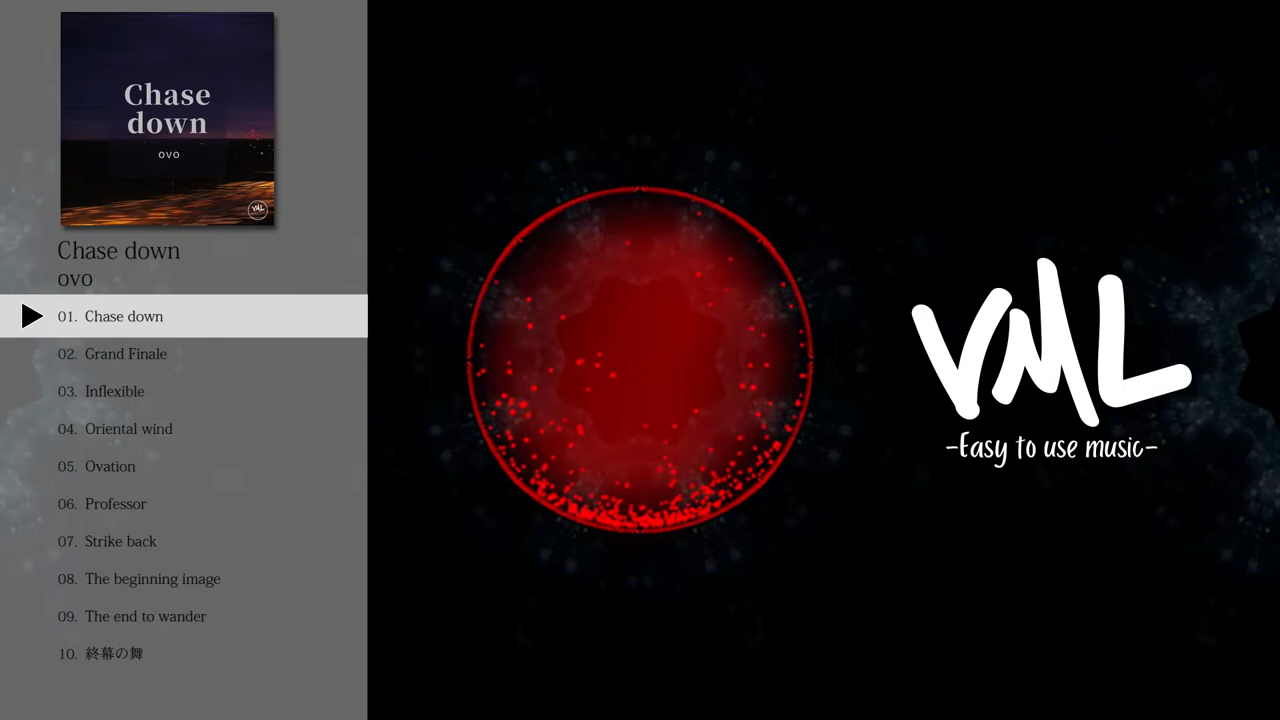 Chase
down
ovo
VML
Chase down
ovo
01. Chase down
02. Grand Finale
03. Inflexible
04. Oriental wind
05. Ovation
06. Professor
07. Strike back
08. The beginning image
09. The end to wander
10. 終幕の舞
VML
-Easy to use music-